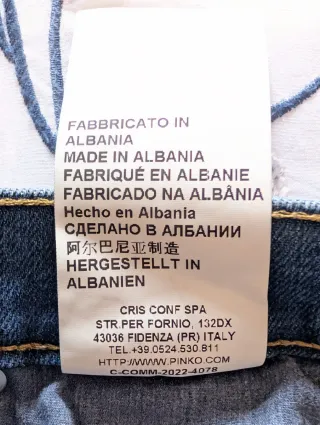 FABBRICATO IN
ALBANIA
MADE IN ALBANIA
FABRIQUÉ EN ALBANIE
FABRICADO NA ALBÂNIA
Hecho en Albania
СДЕЛАНО В АЛБАНИИ
阿尔巴尼亚制造
HERGESTELLT IN
ALBANIEN
CRIS CONF SPA
STR.PER FORNIO, 132DX
43036 FIDENZA (PR) ITALY
TEL.+39.0524.530.811
HTTP://WWW.PINKO.COM
C-COMM-2022-4078